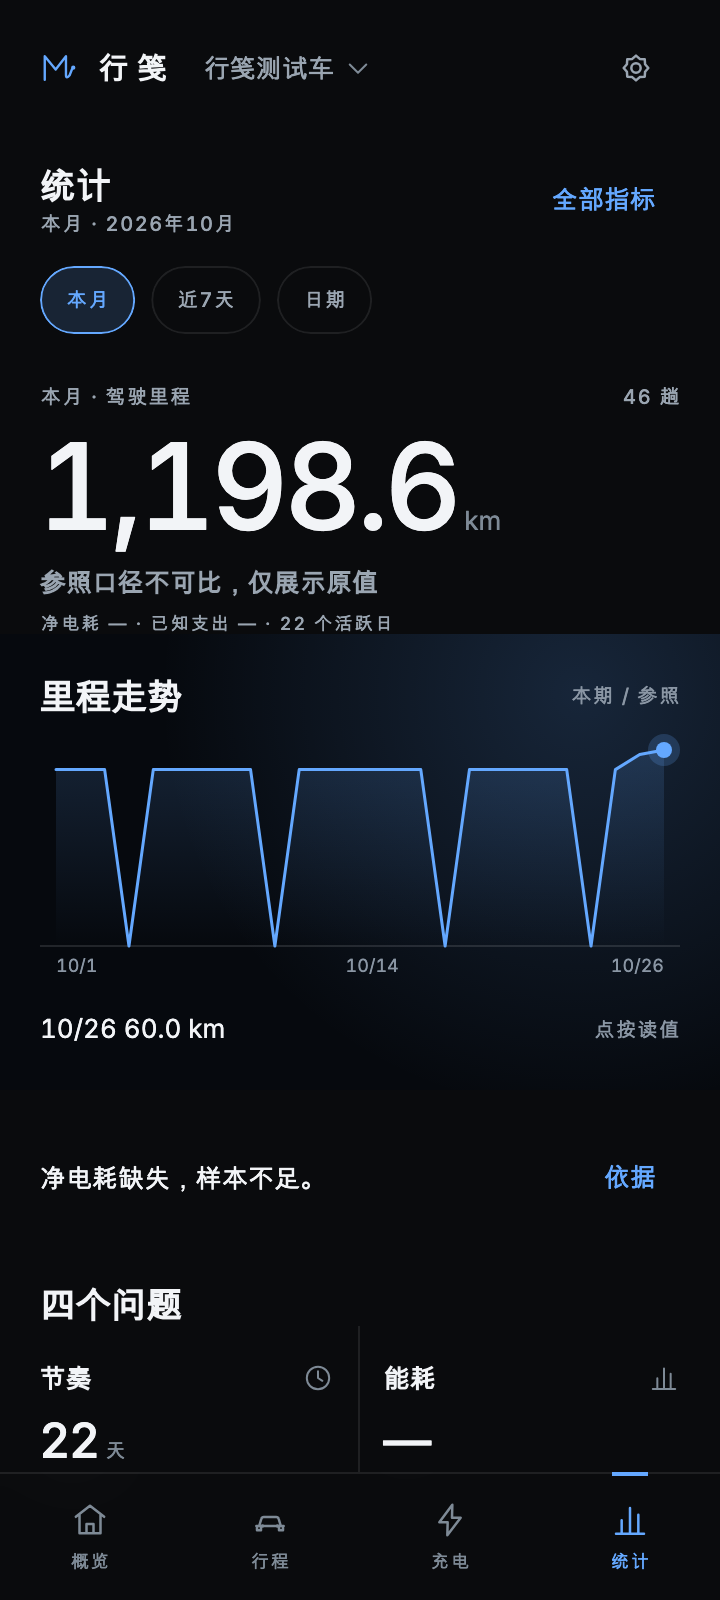 行笺 行笺测试车
统计
全部指标
本月 · 2026年10月
本月 近7天 日期
本月 · 驾驶里程 46 趟
1,198.6 km
参照口径不可比，仅展示原值
净电耗 — · 已知支出 — · 22 个活跃日
里程走势 本期 / 参照
10/1 10/14 10/26
10/26 60.0 km 点按读值
净电耗缺失，样本不足。 依据
四个问题
节奏 能耗
22 天 —
概览 行程 充电 统计